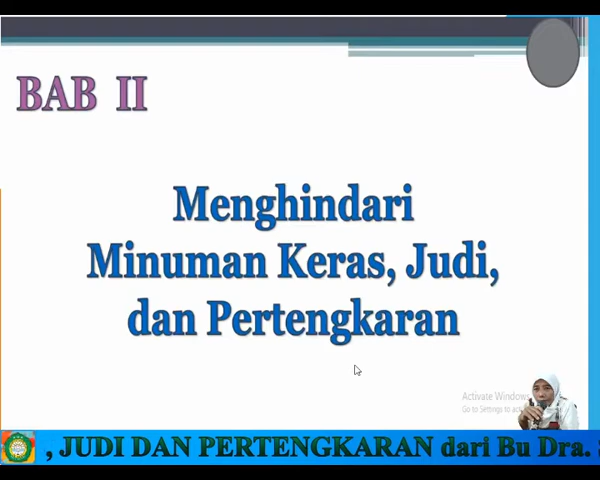 BAB II
Menghindari
Minuman Keras, Judi,
dan Pertengkaran
Activate Windows
Go to Settings to
, JUDI DAN PERTENGKARAN dari Bu Dra.